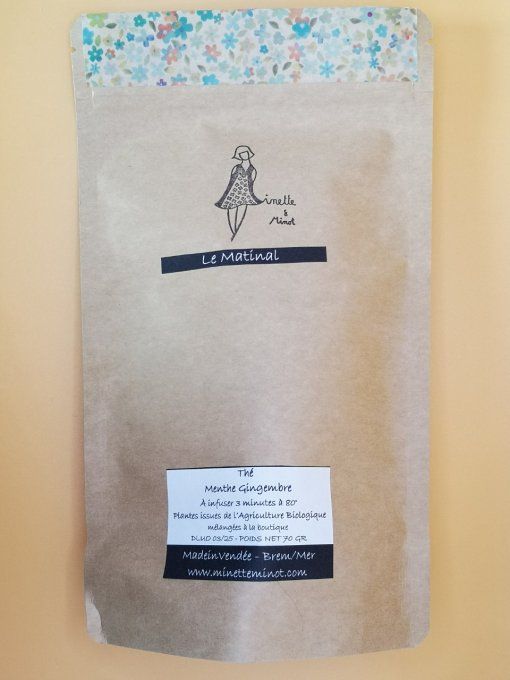 Minette
&
Minot
Le Matinal
Thé
Menthe Gingembre
A infuser 3 minutes à 80°
Plantes issues de l'Agriculture Biologique
mélangées à la boutique
DLUO 03/25 - POIDS NET 70 GR
MadeinVendée - Brem/Mer
www.minetteminot.com